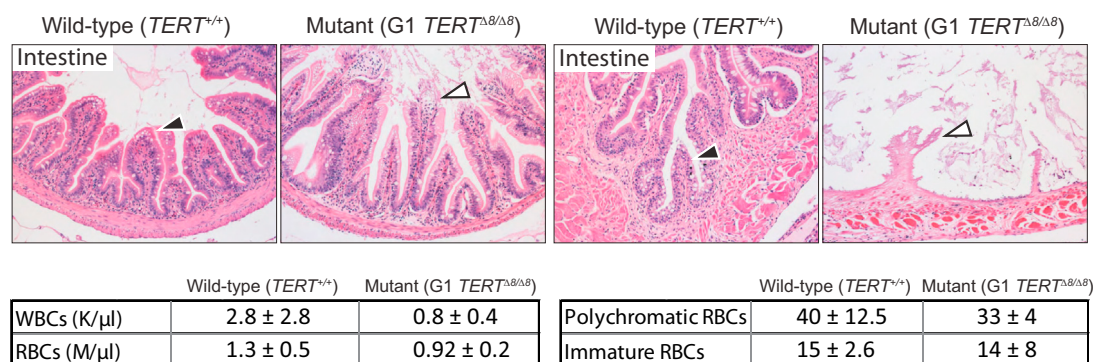 Wild-type (TERT+/+) Mutant (G1 TERTΔ8/Δ8) Wild-type (TERT+/+) Mutant (G1 TERTΔ8/Δ8)
Intestine Intestine
Wild-type (TERT+/+) Mutant (G1 TERTΔ8/Δ8) Wild-type (TERT+/+) Mutant (G1 TERTΔ8/Δ8)
WBCs (K/µl) 2.8 ± 2.8 0.8 ± 0.4 Polychromatic RBCs 40 ± 12.5 33 ± 4
RBCs (M/µl) 1.3 ± 0.5 0.92 ± 0.2 Immature RBCs 15 ± 2.6 14 ± 8